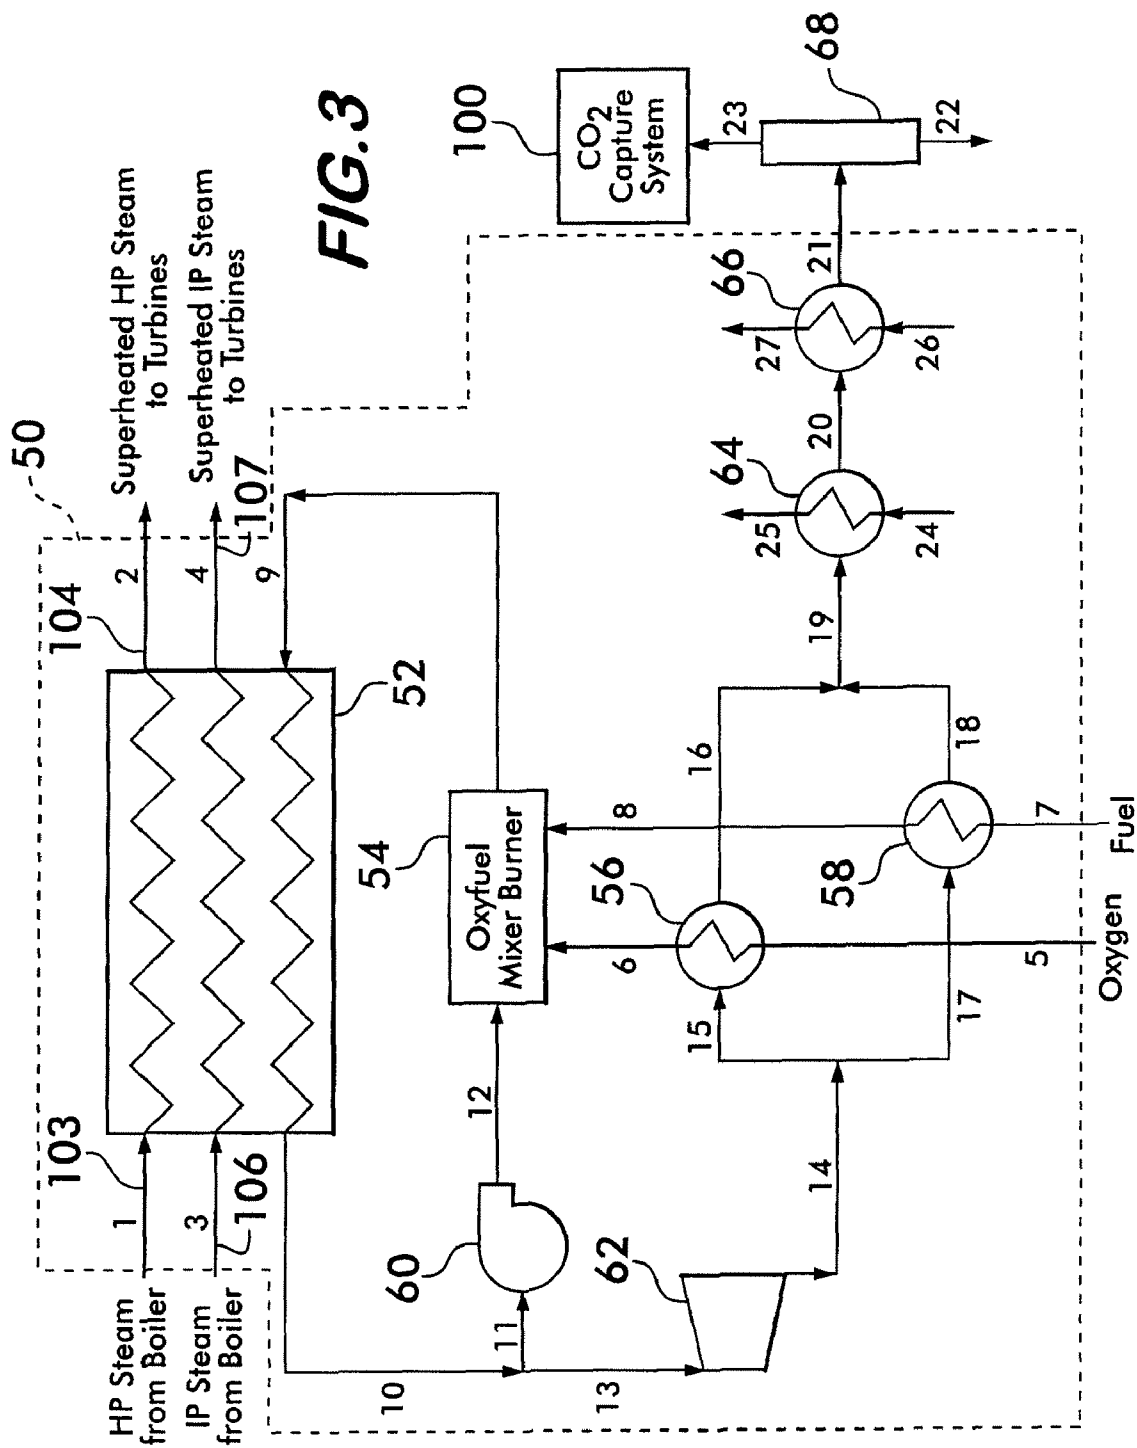 FIG.3
50
HP Steam
from Boiler
1
103
104
2
Superheated HP Steam
to Turbines
IP Steam
from Boiler
3
106
4
107
Superheated IP Steam
to Turbines
9
52
10
54
Oxyfuel
Mixer Burner
60
12
11
13
62
14
6
8
56
15
16
58
17
18
5
Oxygen
7
Fuel
19
64
25
24
20
66
27
26
21
68
23
22
100
CO2
Capture
System